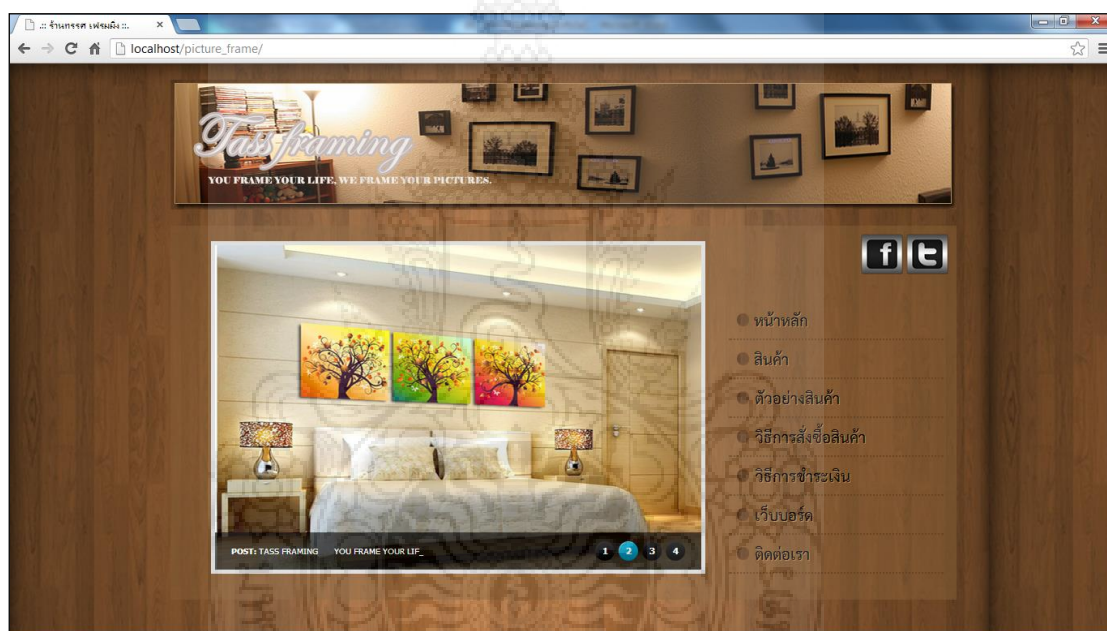 .:: ร้านทรรศ เฟรมมิ่ง ::.
localhost/picture_frame/
Tass framing
YOU FRAME YOUR LIFE, WE FRAME YOUR PICTURES.
หน้าหลัก
สินค้า
ตัวอย่างสินค้า
วิธีการสั่งซื้อสินค้า
วิธีการชำระเงิน
เว็บบอร์ด
ติดต่อเรา
POST: TASS FRAMING YOU FRAME YOUR LIF_
1 2 3 4